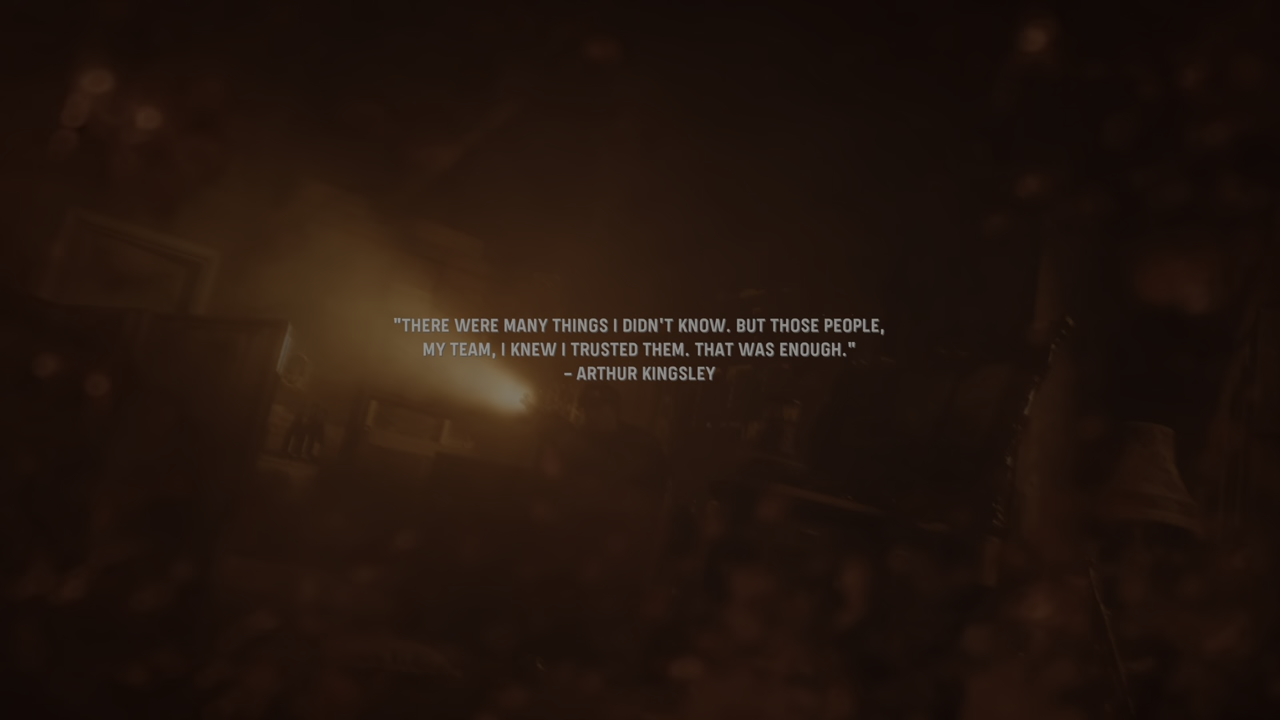 "THERE WERE MANY THINGS I DIDN'T KNOW. BUT THOSE PEOPLE,
MY TEAM, I KNEW I TRUSTED THEM. THAT WAS ENOUGH."
– ARTHUR KINGSLEY